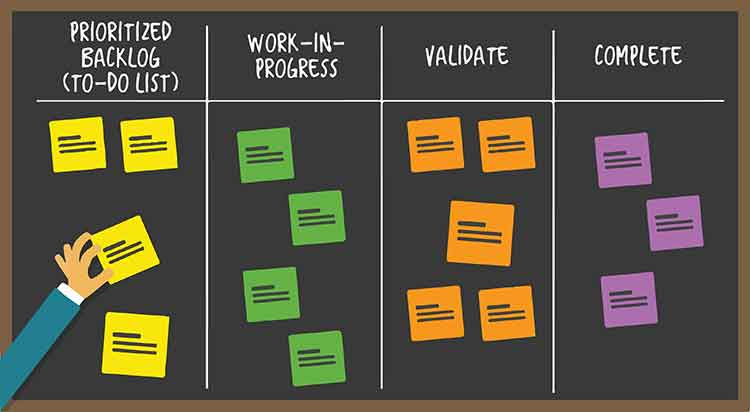 PRIORITIZED
BACKLOG
(TO-DO LIST)
WORK-IN-
PROGRESS
VALIDATE
COMPLETE